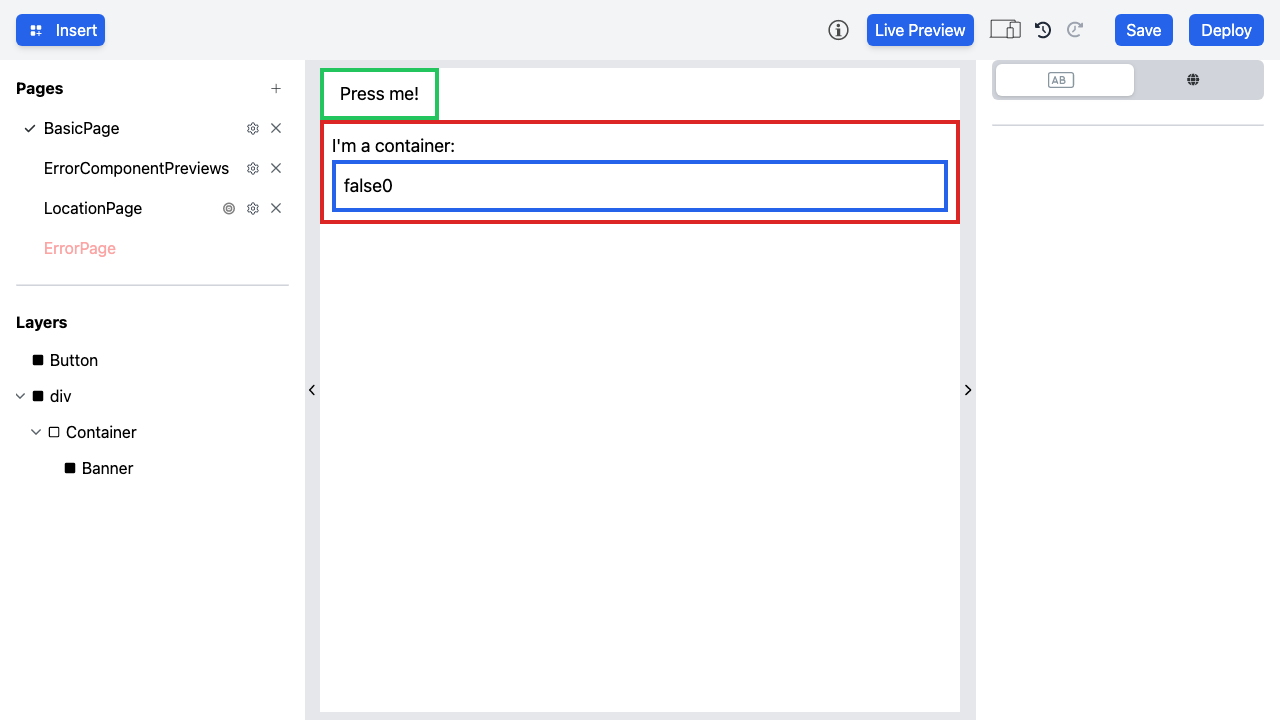 Insert
Live Preview
Save
Deploy
Pages
BasicPage
ErrorComponentPreviews
LocationPage
ErrorPage
Layers
Button
div
Container
Banner
Press me!
I'm a container:
false0
AB